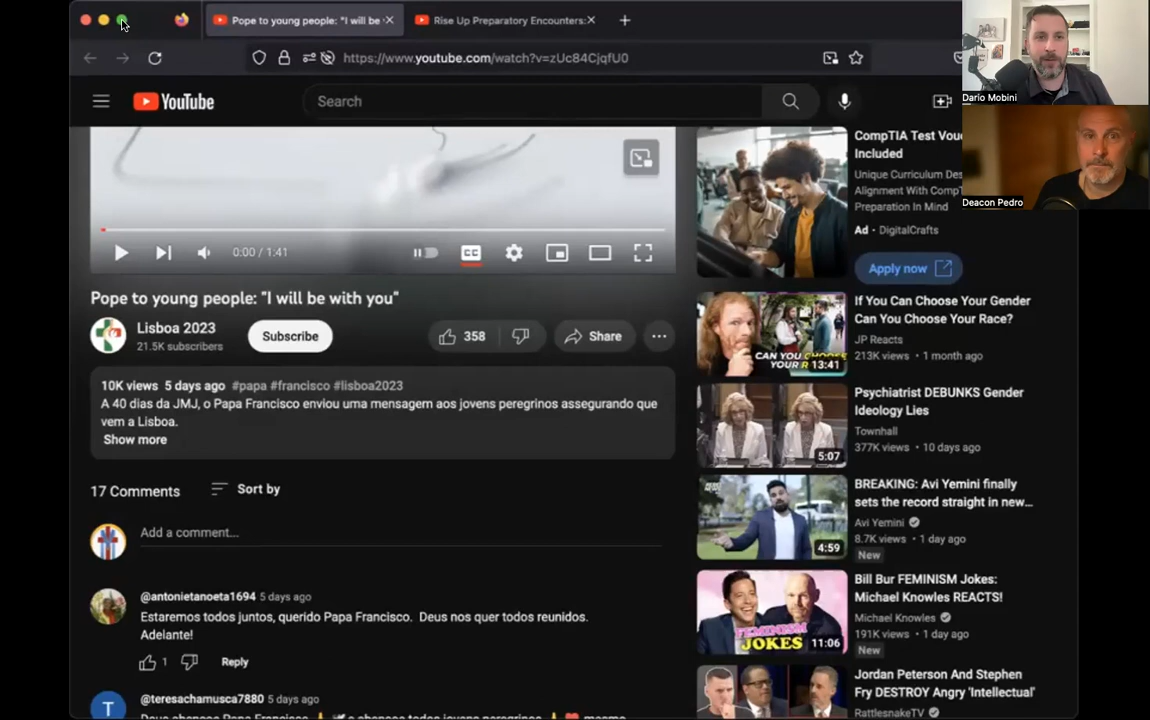 Pope to young people: "I will be
Rise Up Preparatory Encounters:
https://www.youtube.com/watch?v=zUc84CjqfU0
YouTube
Search
Dario Mobini
Deacon Pedro
0:00 / 1:41
CC
Pope to young people: "I will be with you"
Lisboa 2023
21.5K subscribers
Subscribe
358
Share
10K views 5 days ago #papa #francisco #lisboa2023
A 40 dias da JMJ, o Papa Francisco enviou uma mensagem aos jovens peregrinos assegurando que
vem a Lisboa.
Show more
17 Comments
Sort by
Add a comment...
@antonietanoeta1694 5 days ago
Estaremos todos juntos, querido Papa Francisco. Deus nos quer todos reunidos.
Adelante!
1
Reply
T
@teresachamusca7880 5 days ago
CompTIA Test Vou
Included
Unique Curriculum Des
Alignment With CompT
Preparation In Mind
Ad • DigitalCrafts
Apply now
CAN YOU CHOOSE
YOUR R
13:41
If You Can Choose Your Gender
Can You Choose Your Race?
JP Reacts
213K views • 1 month ago
5:07
Psychiatrist DEBUNKS Gender
Ideology Lies
Townhall
377K views • 10 days ago
4:59
BREAKING: Avi Yemini finally
sets the record straight in new...
Avi Yemini
8.7K views • 1 day ago
New
FEMINISM
JOKES
11:06
Bill Bur FEMINISM Jokes:
Michael Knowles REACTS!
Michael Knowles
191K views • 1 day ago
New
Jordan Peterson And Stephen
Fry DESTROY Angry 'Intellectual'
RattlesnakeTV